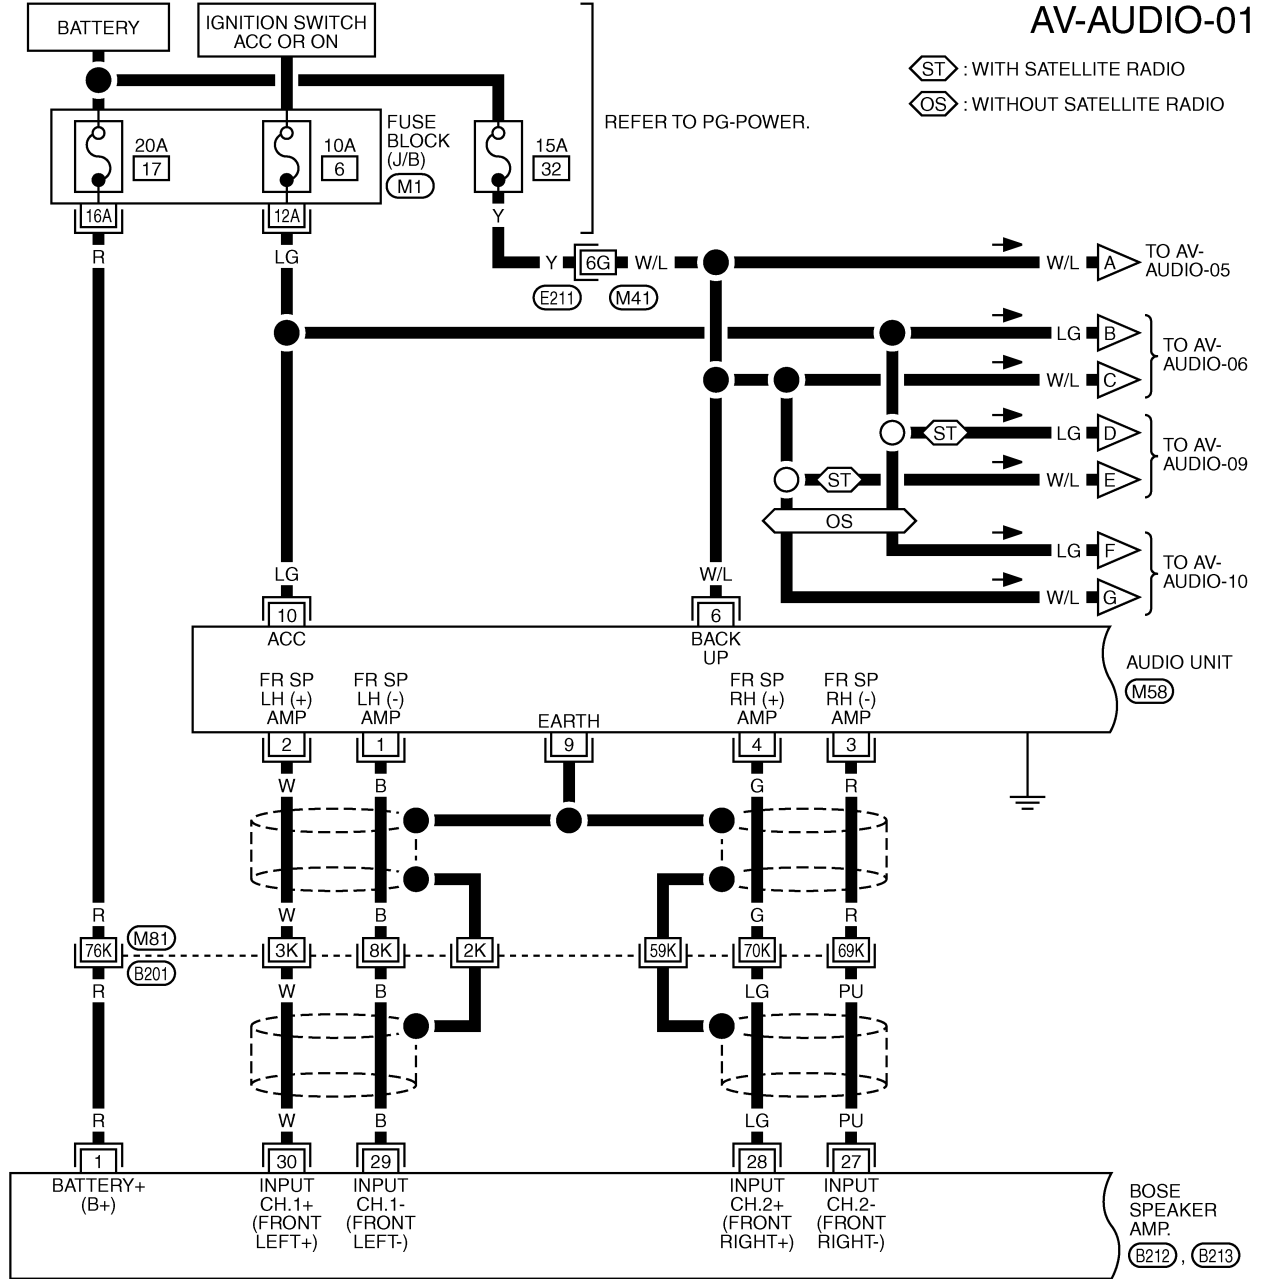 AV-AUDIO-01
BATTERY
IGNITION SWITCH
ACC OR ON
ST : WITH SATELLITE RADIO
OS : WITHOUT SATELLITE RADIO
REFER TO PG-POWER.
20A
17
10A
6
FUSE
BLOCK
(J/B)
M1
15A
32
16A
12A
Y
R
LG
Y
6G
W/L
E211
M41
W/L
A
TO AV-
AUDIO-05
LG
B
W/L
C
TO AV-
AUDIO-06
ST
LG
D
ST
W/L
E
TO AV-
AUDIO-09
OS
LG
F
W/L
G
TO AV-
AUDIO-10
LG
W/L
10
6
ACC
BACK
UP
AUDIO UNIT
M58
FR SP
LH (+)
AMP
FR SP
LH (-)
AMP
EARTH
FR SP
RH (+)
AMP
FR SP
RH (-)
AMP
2
1
9
4
3
W
B
G
R
R
W
B
G
R
76K
M81
B201
3K
8K
2K
59K
70K
69K
R
W
B
LG
PU
R
W
B
LG
PU
1
30
29
28
27
BATTERY+
(B+)
INPUT
CH.1+
(FRONT
LEFT+)
INPUT
CH.1-
(FRONT
LEFT-)
INPUT
CH.2+
(FRONT
RIGHT+)
INPUT
CH.2-
(FRONT
RIGHT-)
BOSE
SPEAKER
AMP.
B212 , B213